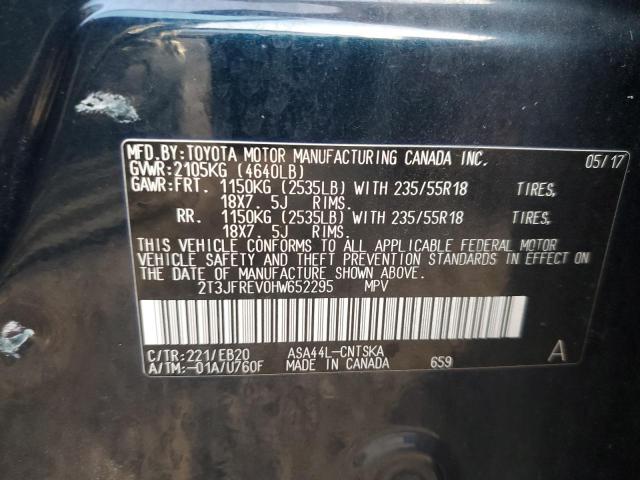 MFD.BY:TOYOTA MOTOR MANUFACTURING CANADA INC. 05/17
GVWR:2105KG (4640LB)
GAWR:FRT. 1150KG (2535LB) WITH 235/55R18 TIRES,
18X7.5J RIMS.
RR. 1150KG (2535LB) WITH 235/55R18 TIRES,
18X7.5J RIMS.
THIS VEHICLE CONFORMS TO ALL APPLICABLE FEDERAL MOTOR
VEHICLE SAFETY AND THEFT PREVENTION STANDARDS IN EFFECT ON
THE DATE OF MANUFACTURE SHOWN ABOVE.
2T3JFREV0HW652295 MPV
C/TR:221/EB20 ASA44L-CNTSKA A
A/TM:-01A/U760F MADE IN CANADA 659